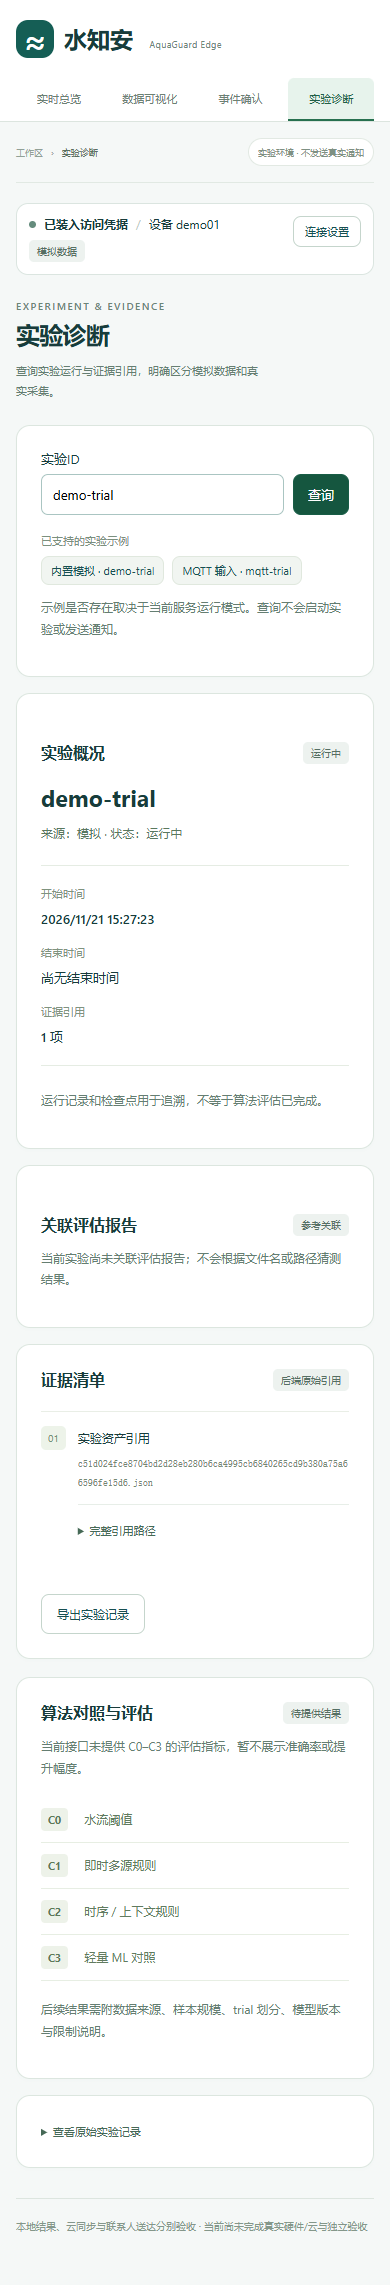 水知安 AquaGuard Edge
实时总览 数据可视化 事件确认 实验诊断
工作区 › 实验诊断 实验环境 · 不发送真实通知
已装入访问凭据 / 设备 demo01 连接设置
模拟数据
EXPERIMENT & EVIDENCE
实验诊断
查询实验运行与证据引用，明确区分模拟数据和真
实采集。
实验ID
demo-trial 查询
已支持的实验示例
内置模拟 · demo-trial MQTT 输入 · mqtt-trial
示例是否存在取决于当前服务运行模式。查询不会启动实
验或发送通知。
实验概况 运行中
demo-trial
来源：模拟 · 状态：运行中
开始时间
2026/11/21 15:27:23
结束时间
尚无结束时间
证据引用
1 项
运行记录和检查点用于追溯，不等于算法评估已完成。
关联评估报告 参考关联
当前实验尚未关联评估报告；不会根据文件名或路径猜测
结果。
证据清单 后端原始引用
01 实验资产引用
c51d024fce8704bd2d28eb280b6ca4995cb6840265cd9b380a75a6
6596fe15d6.json
▶ 完整引用路径
导出实验记录
算法对照与评估 待提供结果
当前接口未提供 C0–C3 的评估指标，暂不展示准确率或提
升幅度。
C0 水流阈值
C1 即时多源规则
C2 时序 / 上下文规则
C3 轻量 ML 对照
后续结果需附数据来源、样本规模、trial 划分、模型版本
与限制说明。
▶ 查看原始实验记录
本地结果、云同步与联系人送达分别验收 · 当前尚未完成真实硬件/云与独立验收